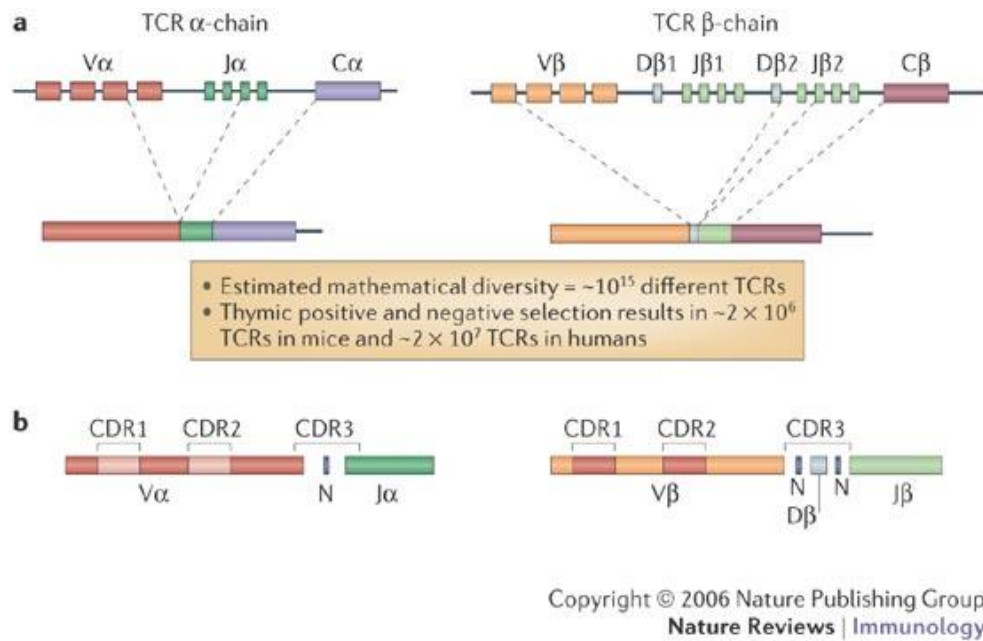 a
TCR α-chain
TCR β-chain
Vα Jα Cα
Vβ Dβ1 Jβ1 Dβ2 Jβ2 Cβ
• Estimated mathematical diversity = ~10¹⁵ different TCRs
• Thymic positive and negative selection results in ~2 × 10⁶
TCRs in mice and ~2 × 10⁷ TCRs in humans
b
CDR1 CDR2 CDR3
Vα N Jα
CDR1 CDR2 CDR3
Vβ N Dβ N Jβ
Copyright © 2006 Nature Publishing Group
Nature Reviews | Immunology